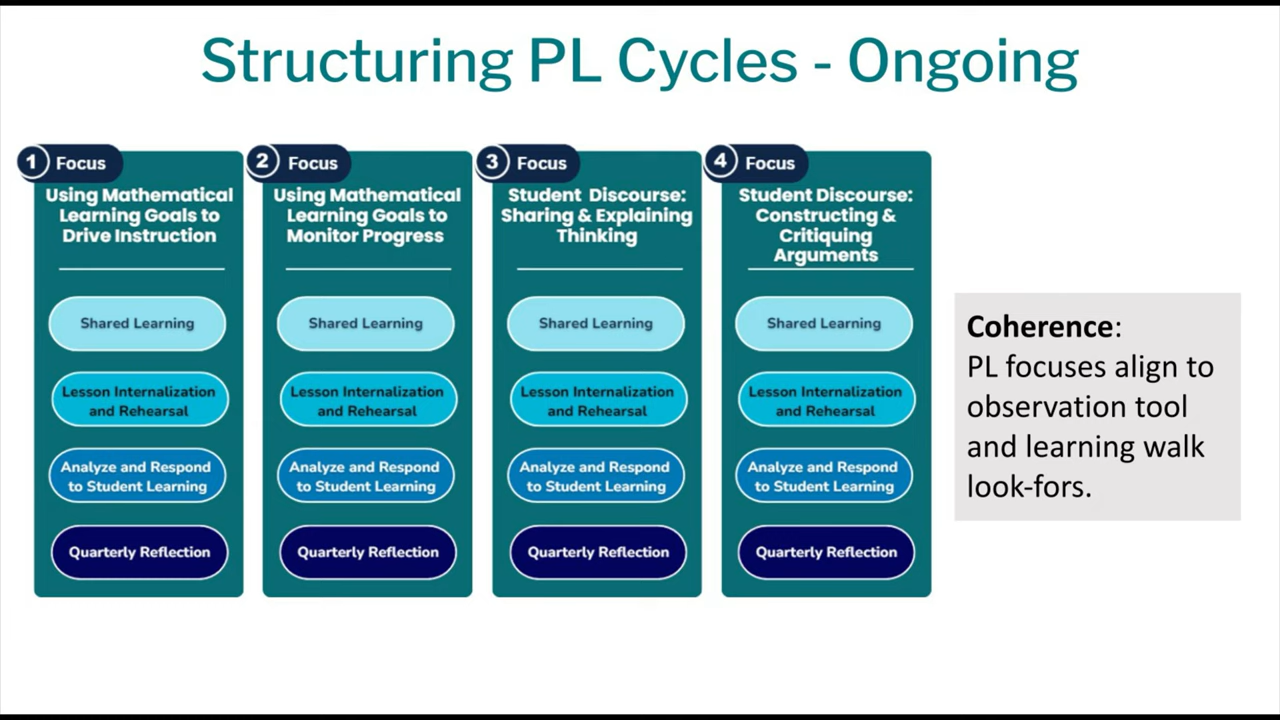 Structuring PL Cycles - Ongoing
1 Focus
Using Mathematical
Learning Goals to
Drive Instruction
Shared Learning
Lesson Internalization
and Rehearsal
Analyze and Respond
to Student Learning
Quarterly Reflection
2 Focus
Using Mathematical
Learning Goals to
Monitor Progress
Shared Learning
Lesson Internalization
and Rehearsal
Analyze and Respond
to Student Learning
Quarterly Reflection
3 Focus
Student Discourse:
Sharing & Explaining
Thinking
Shared Learning
Lesson Internalization
and Rehearsal
Analyze and Respond
to Student Learning
Quarterly Reflection
4 Focus
Student Discourse:
Constructing &
Critiquing
Arguments
Shared Learning
Lesson Internalization
and Rehearsal
Analyze and Respond
to Student Learning
Quarterly Reflection
Coherence:
PL focuses align to
observation tool
and learning walk
look-fors.